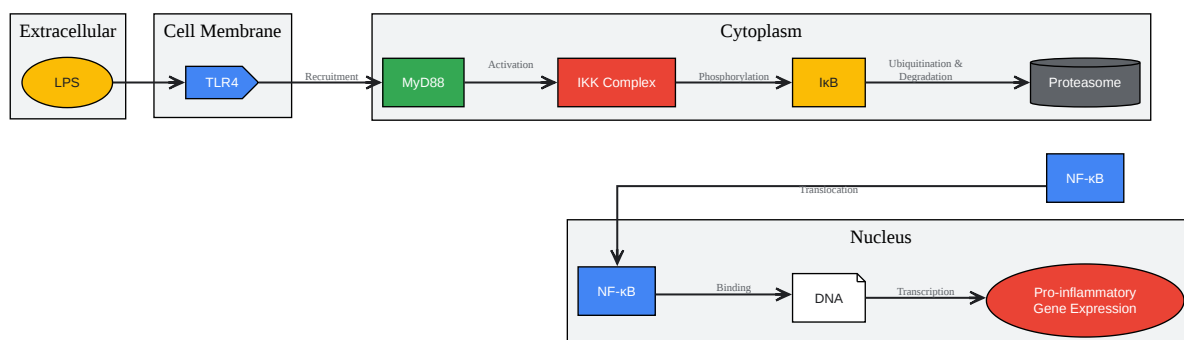 Extracellular
Cell Membrane
Cytoplasm
LPS
TLR4
Recruitment
MyD88
Activation
IKK Complex
Phosphorylation
IκB
Ubiquitination &
Degradation
Proteasome
NF-κB
Translocation
Nucleus
NF-κB
Binding
DNA
Transcription
Pro-inflammatory
Gene Expression